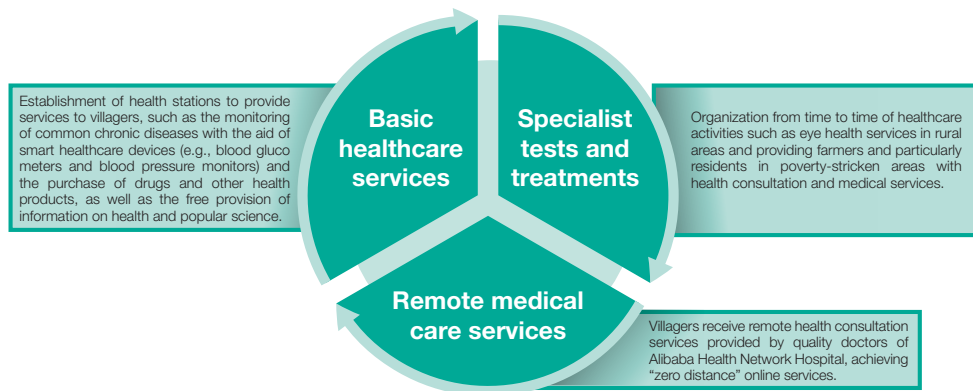 Basic
healthcare
services
Establishment of health stations to provide
services to villagers, such as the monitoring
of common chronic diseases with the aid of
smart healthcare devices (e.g., blood gluco
meters and blood pressure monitors) and
the purchase of drugs and other health
products, as well as the free provision of
information on health and popular science.
Specialist
tests and
treatments
Organization from time to time of healthcare
activities such as eye health services in rural
areas and providing farmers and particularly
residents in poverty-stricken areas with
health consultation and medical services.
Remote medical
care services
Villagers receive remote health consultation
services provided by quality doctors of
Alibaba Health Network Hospital, achieving
“zero distance” online services.